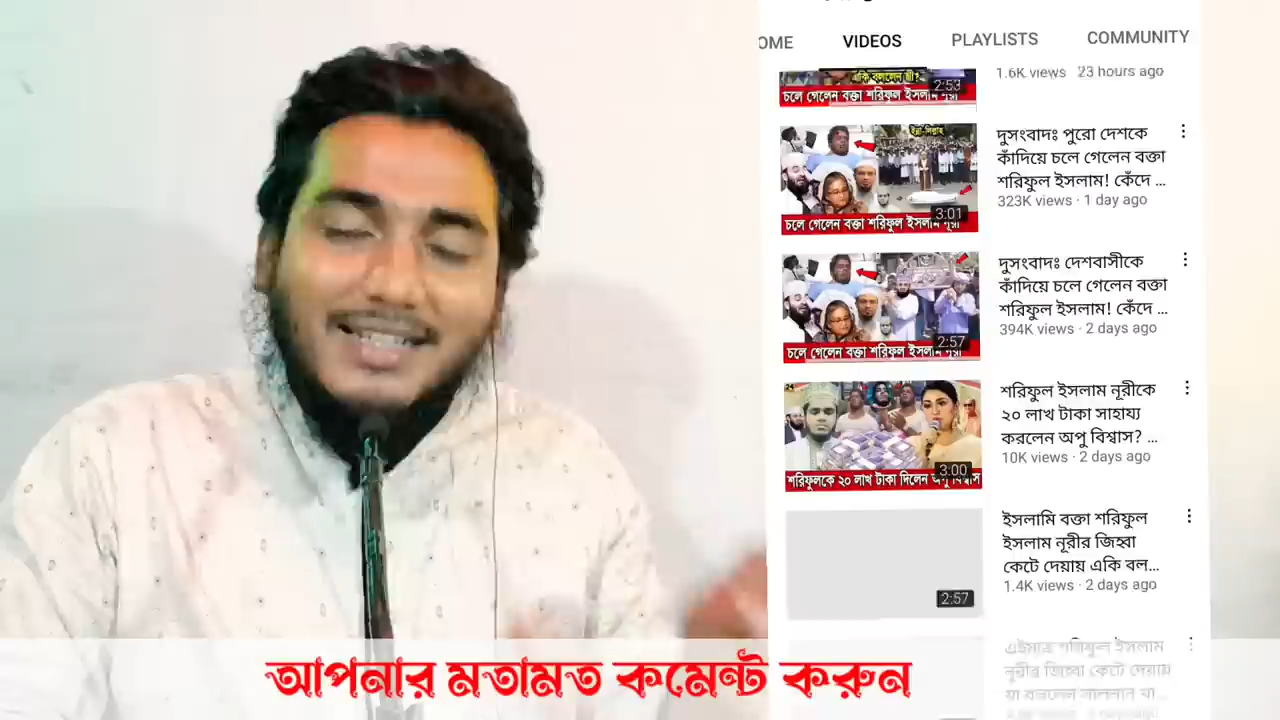 OME VIDEOS PLAYLISTS COMMUNITY
2:53
চলে গেলেন বক্তা শরিফুল ইসলাম নূরী
1.6K views 23 hours ago
3:01
চলে গেলেন বক্তা শরিফুল ইসলাম নূরী
দুসংবাদঃ পুরো দেশকে
কাঁদিয়ে চলে গেলেন বক্তা
শরিফুল ইসলাম! কেঁদে ...
323K views · 1 day ago
2:57
চলে গেলেন বক্তা শরিফুল ইসলাম নূরী
দুসংবাদঃ দেশবাসীকে
কাঁদিয়ে চলে গেলেন বক্তা
শরিফুল ইসলাম! কেঁদে ...
394K views · 2 days ago
3:00
শরিফুলকে ২০ লাখ টাকা দিলেন অপু বিশ্বাস
শরিফুল ইসলাম নূরীকে
২০ লাখ টাকা সাহায্য
করলেন অপু বিশ্বাস? ...
10K views · 2 days ago
2:57
ইসলামি বক্তা শরিফুল
ইসলাম নূরীর জিহ্বা
কেটে দেয়ায় একি বল...
1.4K views · 2 days ago
শরিফুল ইসলাম
নূরীর জিহ্বা কেটে দেয়ায়
আপনার মতামত কমেন্ট করুন